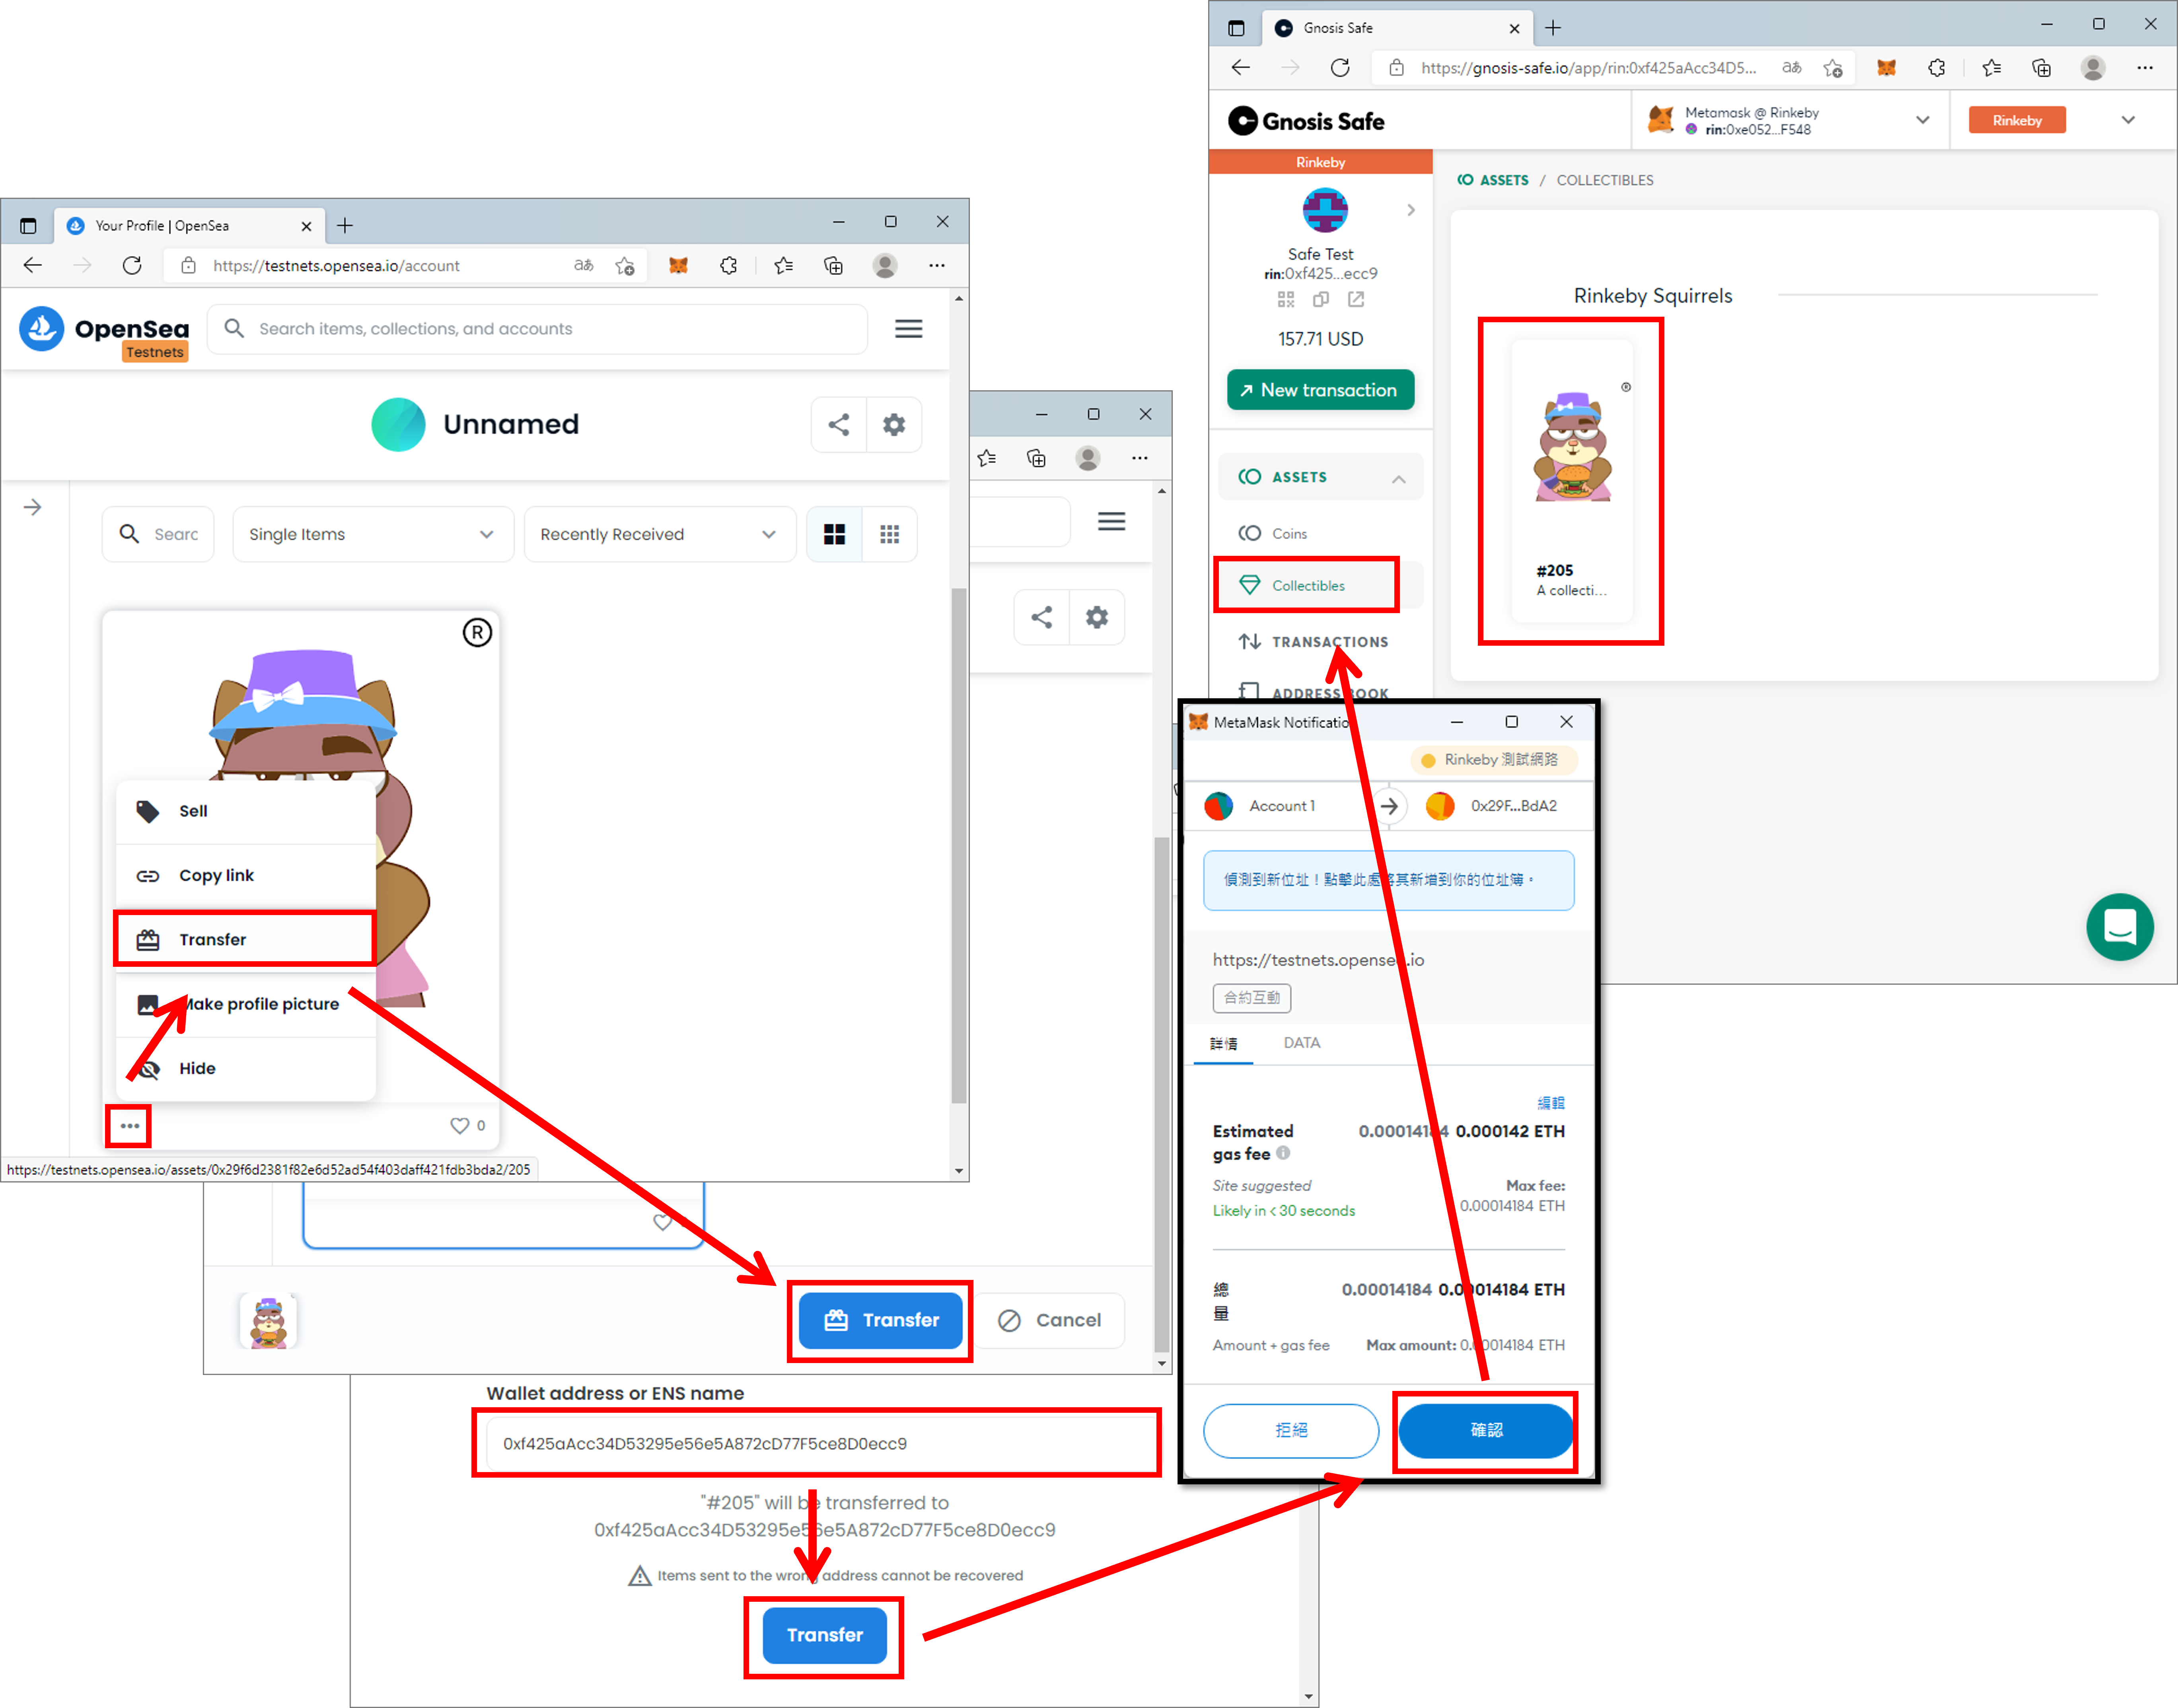 Your Profile | OpenSea
https://testnets.opensea.io/account
OpenSea
Testnets
Search items, collections, and accounts
Unnamed
Searc
Single Items
Recently Received
R
Sell
Copy link
Transfer
Make profile picture
Hide
0
https://testnets.opensea.io/assets/0x29f6d2381f82e6d52ad54f403daff421fdb3bda2/205
Transfer
Cancel
Wallet address or ENS name
0xf425aAcc34D53295e56e5A872cD77F5ce8D0ecc9
"#205" will be transferred to
0xf425aAcc34D53295e56e5A872cD77F5ce8D0ecc9
Items sent to the wrong address cannot be recovered
Transfer
MetaMask Notificatio
Rinkeby 測試網路
Account 1
0x29F...BdA2
偵測到新位址！點擊此處將其新增到你的位址簿。
https://testnets.opensea.io
合約互動
詳情 DATA
編輯
Estimated gas fee 0.00014184 0.000142 ETH
Site suggested Max fee:
Likely in < 30 seconds 0.00014184 ETH
總量 0.00014184 0.00014184 ETH
Amount + gas fee Max amount: 0.00014184 ETH
拒絕 確認
Gnosis Safe
https://gnosis-safe.io/app/rin:0xf425aAcc34D5...
Gnosis Safe
Metamask @ Rinkeby
rin:0xe052...F548
Rinkeby
Rinkeby
Safe Test
rin:0xf425...ecc9
157.71 USD
New transaction
ASSETS
Coins
Collectibles
TRANSACTIONS
ADDRESS BOOK
ASSETS / COLLECTIBLES
Rinkeby Squirrels
R
#205
A collecti...